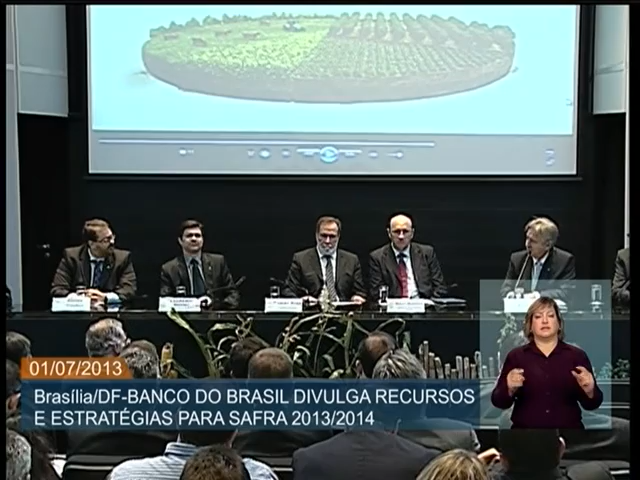 01/07/2013
Brasília/DF-BANCO DO BRASIL DIVULGA RECURSOS
E ESTRATÉGIAS PARA SAFRA 2013/2014